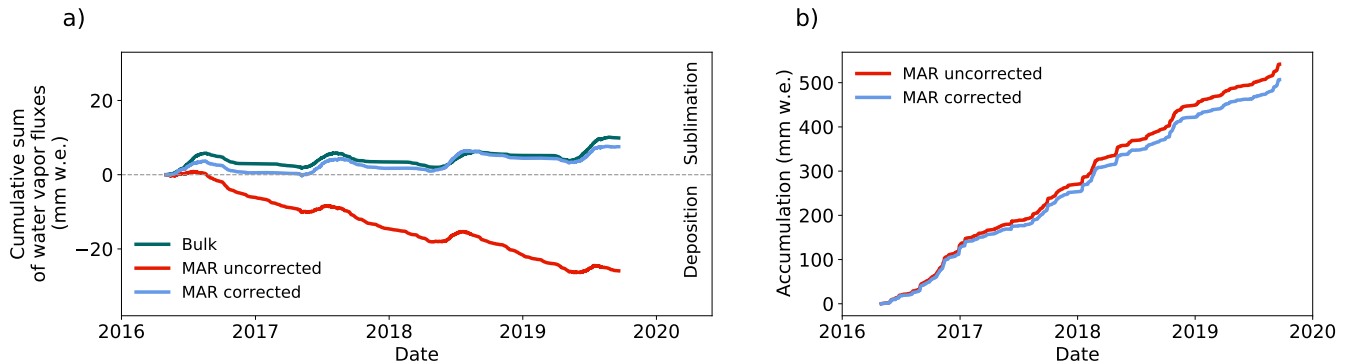 a)
Cumulative sum
of water vapor fluxes
(mm w.e.)
20
0
−20
Sublimation
Deposition
Bulk
MAR uncorrected
MAR corrected
2016
2017
2018
2019
2020
Date
b)
Accumulation (mm w.e.)
500
400
300
200
100
0
MAR uncorrected
MAR corrected
2016
2017
2018
2019
2020
Date